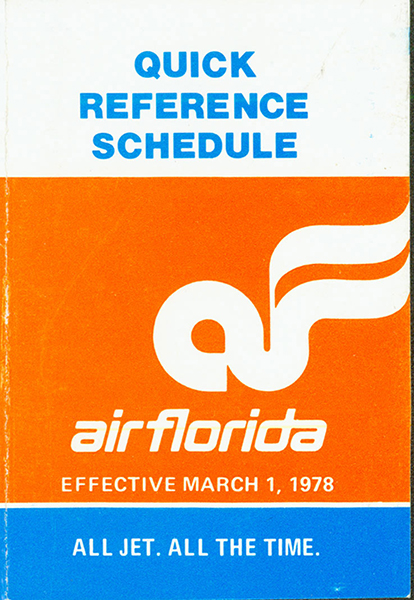 QUICK
REFERENCE
SCHEDULE
airflorida
EFFECTIVE MARCH 1, 1978
ALL JET. ALL THE TIME.